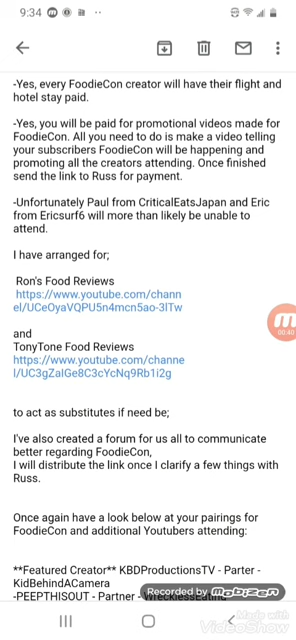 9:34
-Yes, every FoodieCon creator will have their flight and
hotel stay paid.
-Yes, you will be paid for promotional videos made for
FoodieCon. All you need to do is make a video telling
your subscribers FoodieCon will be happening and
promoting all the creators attending. Once finished
send the link to Russ for payment.
-Unfortunately Paul from CriticalEatsJapan and Eric
from Ericsurf6 will more than likely be unable to
attend.
I have arranged for;
Ron's Food Reviews
https://www.youtube.com/chann
el/UCeOyaVQPU5n4mcn5ao-3lTw
and
TonyTone Food Reviews
https://www.youtube.com/channe
l/UC3gZalGe8C3cYcNq9Rb1i2g
00:40
to act as substitutes if need be;
I've also created a forum for us all to communicate
better regarding FoodieCon,
I will distribute the link once I clarify a few things with
Russ.
Once again have a look below at your pairings for
FoodieCon and additional Youtubers attending:
**Featured Creator** KBDProductionsTV - Parter -
KidBehindACamera
-PEEPTHISOUT - Partner - WrecklessEating
Recorded by mobizen
Made with
VideoShow